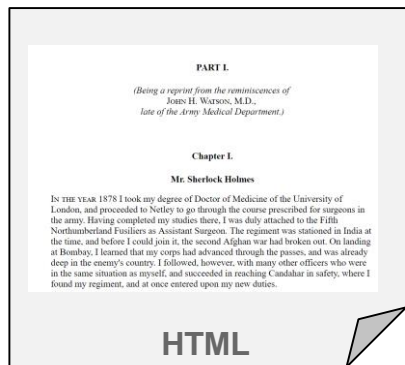 PART I.
(Being a reprint from the reminiscences of
JOHN H. WATSON, M.D.,
late of the Army Medical Department.)
Chapter I.
Mr. Sherlock Holmes
IN THE YEAR 1878 I took my degree of Doctor of Medicine of the University of
London, and proceeded to Netley to go through the course prescribed for surgeons in
the army. Having completed my studies there, I was duly attached to the Fifth
Northumberland Fusiliers as Assistant Surgeon. The regiment was stationed in India at
the time, and before I could join it, the second Afghan war had broken out. On landing
at Bombay, I learned that my corps had advanced through the passes, and was already
deep in the enemy's country. I followed, however, with many other officers who were
in the same situation as myself, and succeeded in reaching Candahar in safety, where I
found my regiment, and at once entered upon my new duties.
HTML